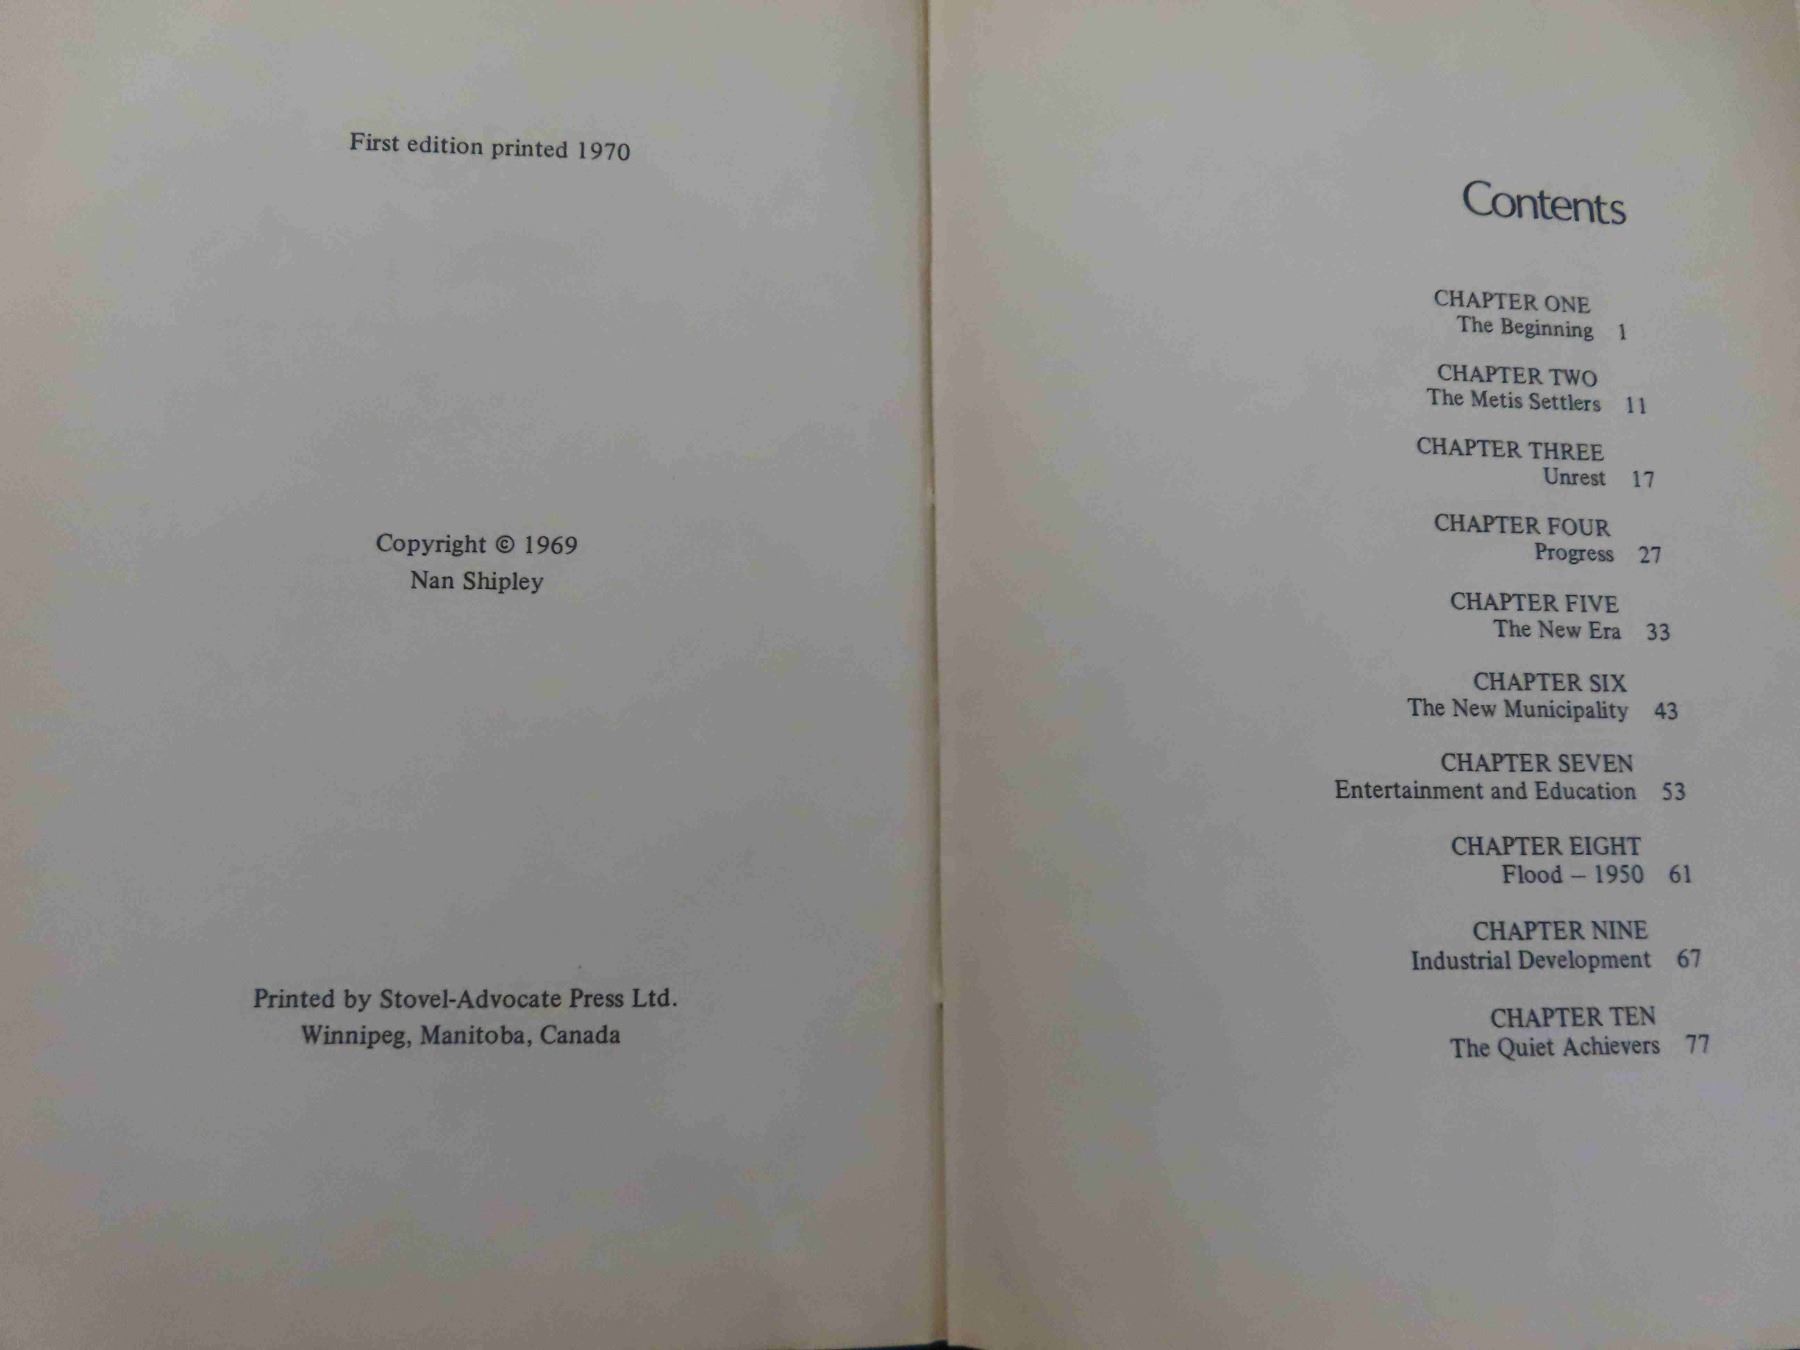 First edition printed 1970
Copyright © 1969
Nan Shipley
Printed by Stovel-Advocate Press Ltd.
Winnipeg, Manitoba, Canada
Contents
CHAPTER ONE
The Beginning 1
CHAPTER TWO
The Metis Settlers 11
CHAPTER THREE
Unrest 17
CHAPTER FOUR
Progress 27
CHAPTER FIVE
The New Era 33
CHAPTER SIX
The New Municipality 43
CHAPTER SEVEN
Entertainment and Education 53
CHAPTER EIGHT
Flood – 1950 61
CHAPTER NINE
Industrial Development 67
CHAPTER TEN
The Quiet Achievers 77